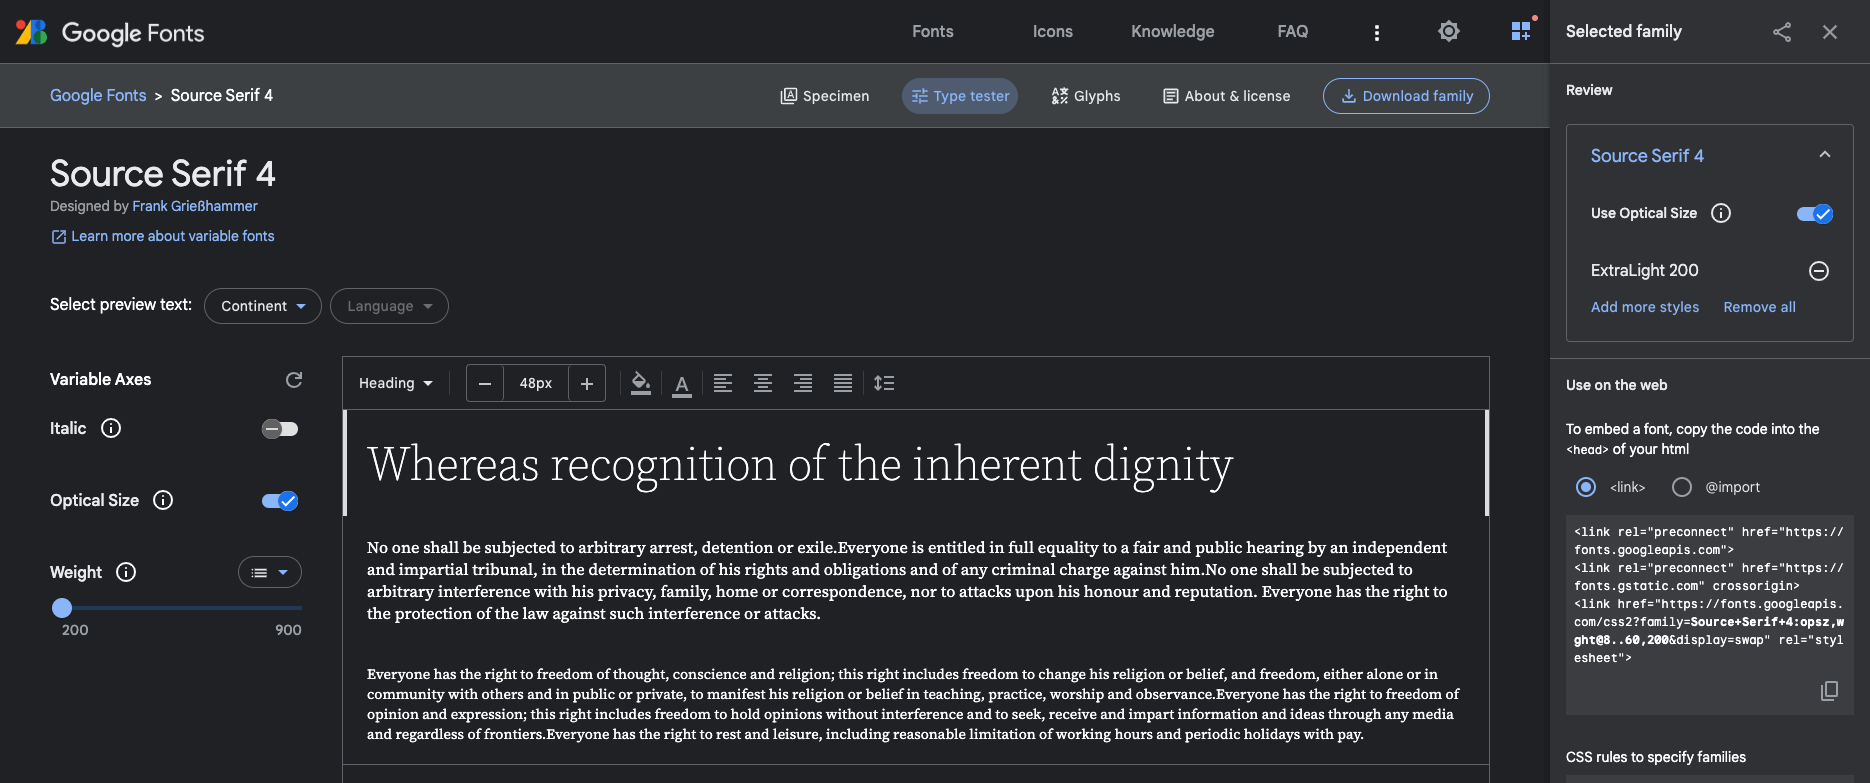 Google Fonts
Fonts
Icons
Knowledge
FAQ
Google Fonts > Source Serif 4
Specimen
Type tester
Glyphs
About & license
Download family
Source Serif 4
Designed by Frank Grießhammer
Learn more about variable fonts
Select preview text:
Continent
Language
Variable Axes
Italic
Optical Size
Weight
200
900
Heading
48px
A
Whereas recognition of the inherent dignity
No one shall be subjected to arbitrary arrest, detention or exile.Everyone is entitled in full equality to a fair and public hearing by an independent
and impartial tribunal, in the determination of his rights and obligations and of any criminal charge against him.No one shall be subjected to
arbitrary interference with his privacy, family, home or correspondence, nor to attacks upon his honour and reputation. Everyone has the right to
the protection of the law against such interference or attacks.
Everyone has the right to freedom of thought, conscience and religion; this right includes freedom to change his religion or belief, and freedom, either alone or in
community with others and in public or private, to manifest his religion or belief in teaching, practice, worship and observance.Everyone has the right to freedom of
opinion and expression; this right includes freedom to hold opinions without interference and to seek, receive and impart information and ideas through any media
and regardless of frontiers.Everyone has the right to rest and leisure, including reasonable limitation of working hours and periodic holidays with pay.
Selected family
Review
Source Serif 4
Use Optical Size
ExtraLight 200
Add more styles
Remove all
Use on the web
To embed a font, copy the code into the
<head> of your html
<link>
@import
<link rel="preconnect" href="https://
fonts.googleapis.com">
<link rel="preconnect" href="https://
fonts.gstatic.com" crossorigin>
<link href="https://fonts.googleapis.
com/css2?family=Source+Serif+4:opsz,w
ght@8..60,200&display=swap" rel="styl
esheet">
CSS rules to specify families